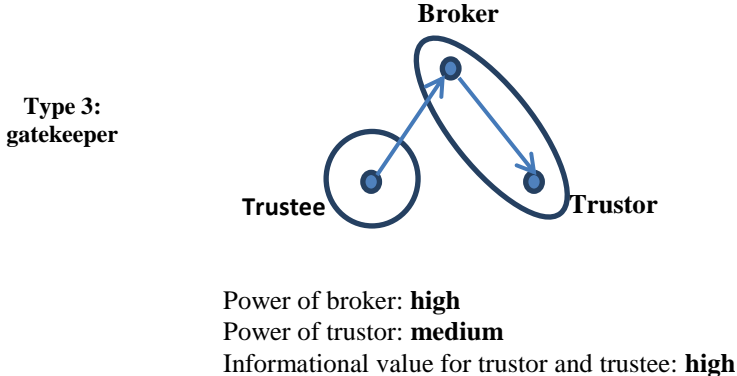 Broker
Type 3:
gatekeeper
Trustee
Trustor
Power of broker: high
Power of trustor: medium
Informational value for trustor and trustee: high